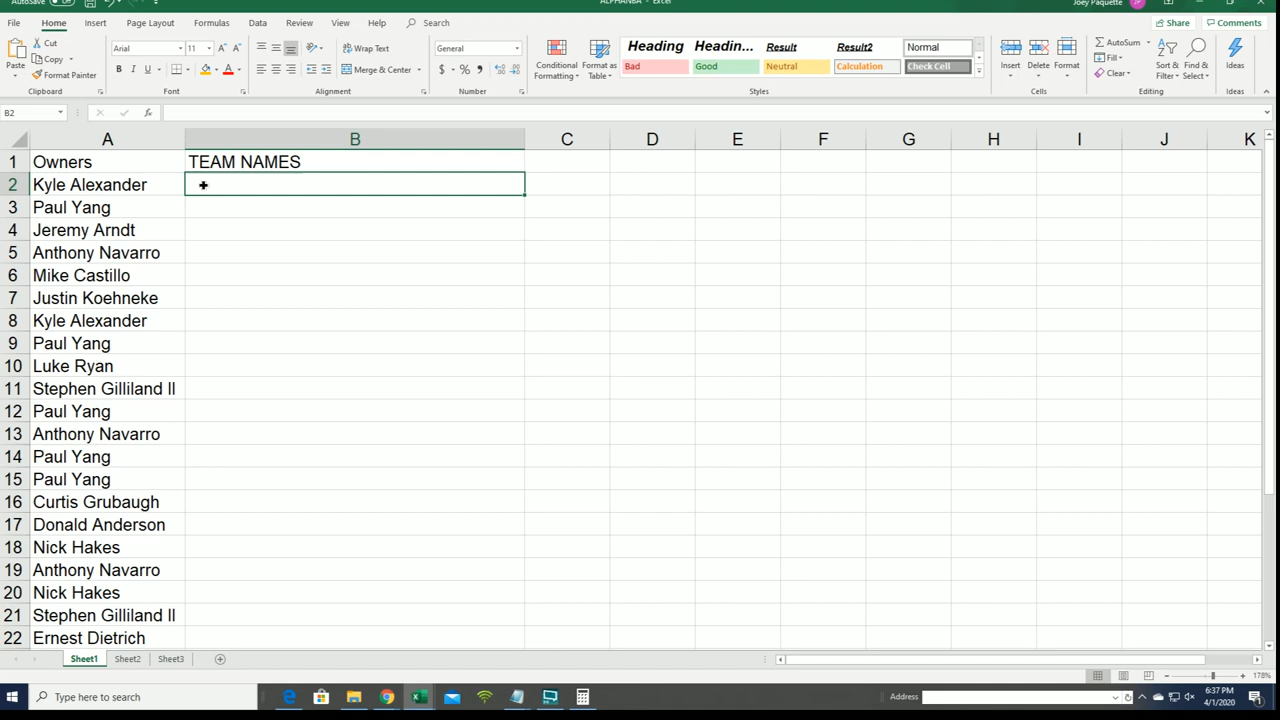 AutoSave
ALPHANBA - Excel
Joey Paquette
JP
File Home Insert Page Layout Formulas Data Review View Help Search
Share Comments
Paste
Cut
Copy
Format Painter
Clipboard
Arial 11
B I U
Font
Wrap Text
Merge & Center
Alignment
General
$ % ,
Number
Conditional Formatting
Format as Table
Heading Headin... Result Result2 Normal
Bad Good Neutral Calculation Check Cell
Styles
Insert Delete Format
Cells
AutoSum
Fill
Clear
Sort & Filter
Find & Select
Editing
Ideas
Ideas
B2
fx
A B C D E F G H I J K
1 Owners TEAM NAMES
2 Kyle Alexander
3 Paul Yang
4 Jeremy Arndt
5 Anthony Navarro
6 Mike Castillo
7 Justin Koehneke
8 Kyle Alexander
9 Paul Yang
10 Luke Ryan
11 Stephen Gilliland II
12 Paul Yang
13 Anthony Navarro
14 Paul Yang
15 Paul Yang
16 Curtis Grubaugh
17 Donald Anderson
18 Nick Hakes
19 Anthony Navarro
20 Nick Hakes
21 Stephen Gilliland II
22 Ernest Dietrich
Sheet1 Sheet2 Sheet3
178%
Type here to search
Address
6:37 PM
4/1/2020
1